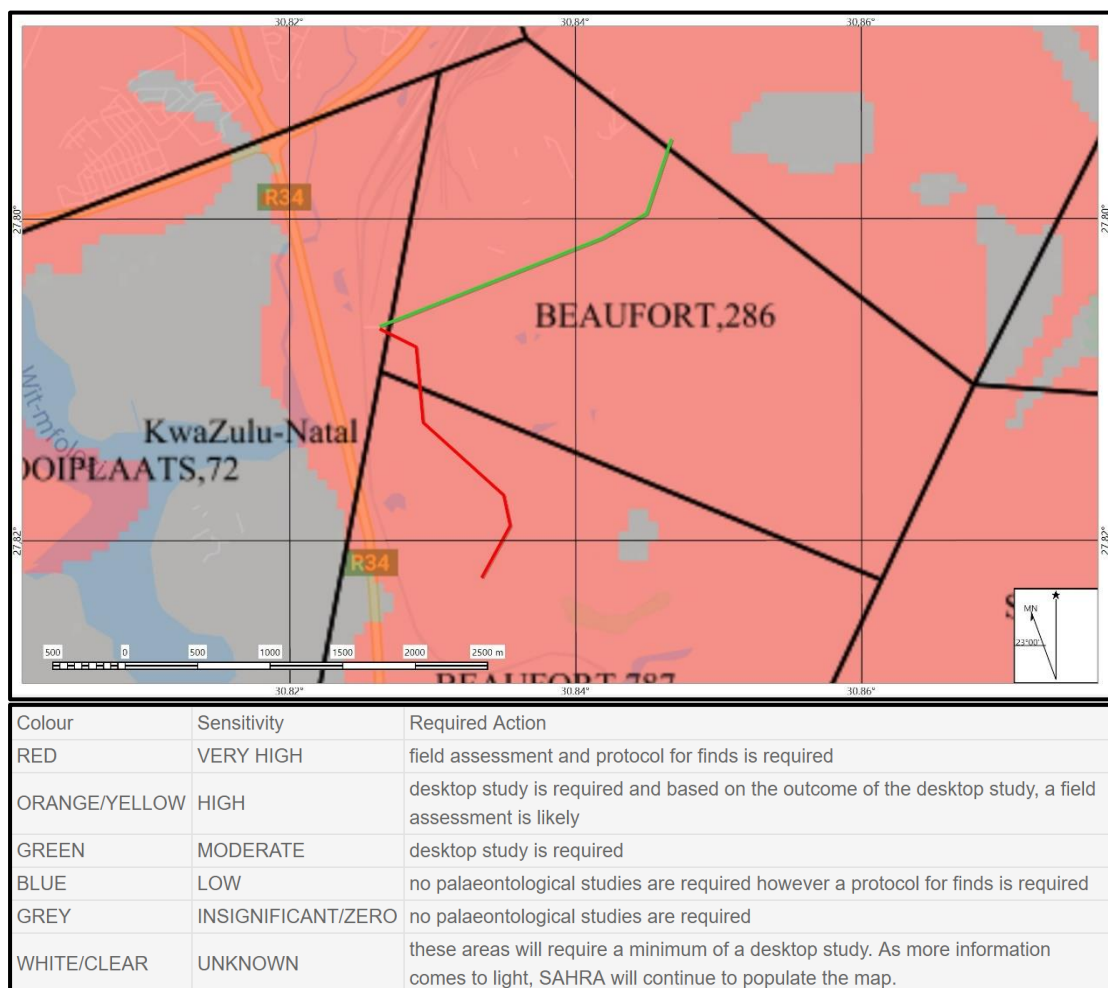 30.82° 30.84° 30.86°
R34
27.80° 27.80°
BEAUFORT,286
KwaZulu-Natal
OOIPLAATS,72
27.82° 27.82°
R34
MN
23°00'
500 0 500 1000 1500 2000 2500 m
BEAUFORT,787
30.82° 30.84° 30.86°
Colour Sensitivity Required Action
RED VERY HIGH field assessment and protocol for finds is required
ORANGE/YELLOW HIGH desktop study is required and based on the outcome of the desktop study, a field
assessment is likely
GREEN MODERATE desktop study is required
BLUE LOW no palaeontological studies are required however a protocol for finds is required
GREY INSIGNIFICANT/ZERO no palaeontological studies are required
WHITE/CLEAR UNKNOWN these areas will require a minimum of a desktop study. As more information
comes to light, SAHRA will continue to populate the map.